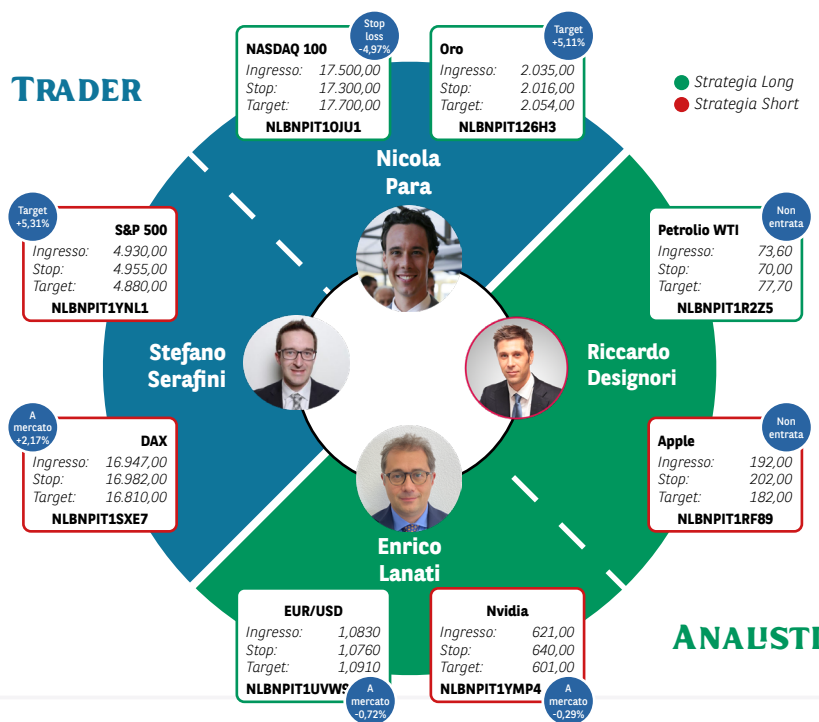 TRADER
Stop
loss
-4,97%
NASDAQ 100
Ingresso: 17.500,00
Stop: 17.300,00
Target: 17.700,00
NLBNPIT10JU1
Target
+5,11%
Oro
Ingresso: 2.035,00
Stop: 2.016,00
Target: 2.054,00
NLBNPIT126H3
Strategia Long
Strategia Short
Nicola
Para
Target
+5,31%
S&P 500
Ingresso: 4.930,00
Stop: 4.955,00
Target: 4.880,00
NLBNPIT1YNL1
Non
entrata
Petrolio WTI
Ingresso: 73,60
Stop: 70,00
Target: 77,70
NLBNPIT1R2Z5
Stefano
Serafini
Riccardo
Designori
A
mercato
+2,17%
DAX
Ingresso: 16.947,00
Stop: 16.982,00
Target: 16.810,00
NLBNPIT1SXE7
Non
entrata
Apple
Ingresso: 192,00
Stop: 202,00
Target: 182,00
NLBNPIT1RF89
Enrico
Lanati
EUR/USD
Ingresso: 1,0830
Stop: 1,0760
Target: 1,0910
A
mercato
-0,72%
Nvidia
Ingresso: 621,00
Stop: 640,00
Target: 601,00
NLBNPIT1YMP4
A
mercato
-0,29%
ANALISTI